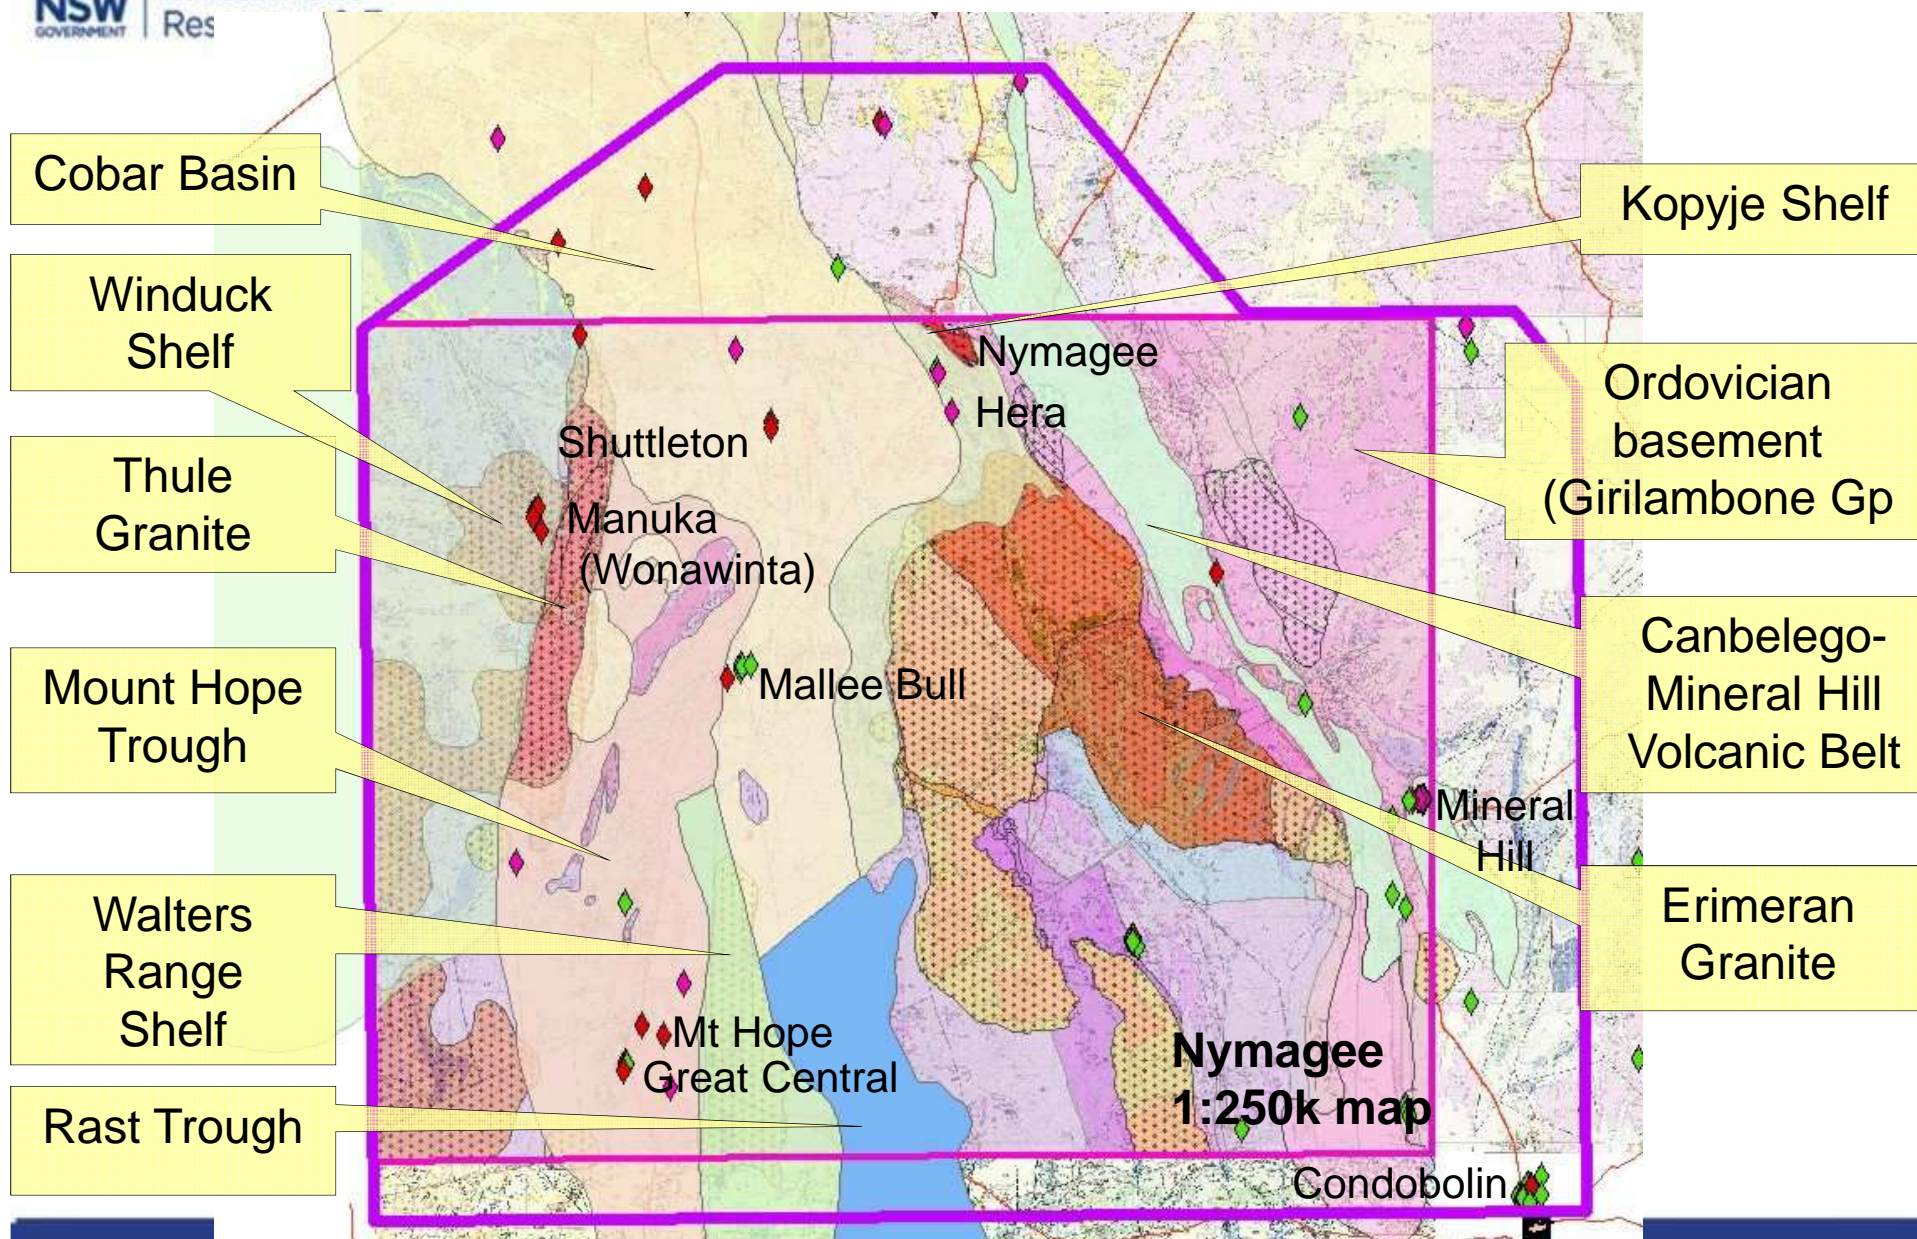 NSW
GOVERNMENT
Cobar Basin
Winduck
Shelf
Thule
Granite
Mount Hope
Trough
Walters
Range
Shelf
Rast Trough
Kopyje Shelf
Ordovician
basement
(Girilambone Gp
Canbelego-
Mineral Hill
Volcanic Belt
Erimeran
Granite
Nymagee
Hera
Shuttleton
Manuka
(Wonawinta)
Mallee Bull
Mineral
Hill
Mt Hope
Great Central
Nymagee
1:250k map
Condobolin